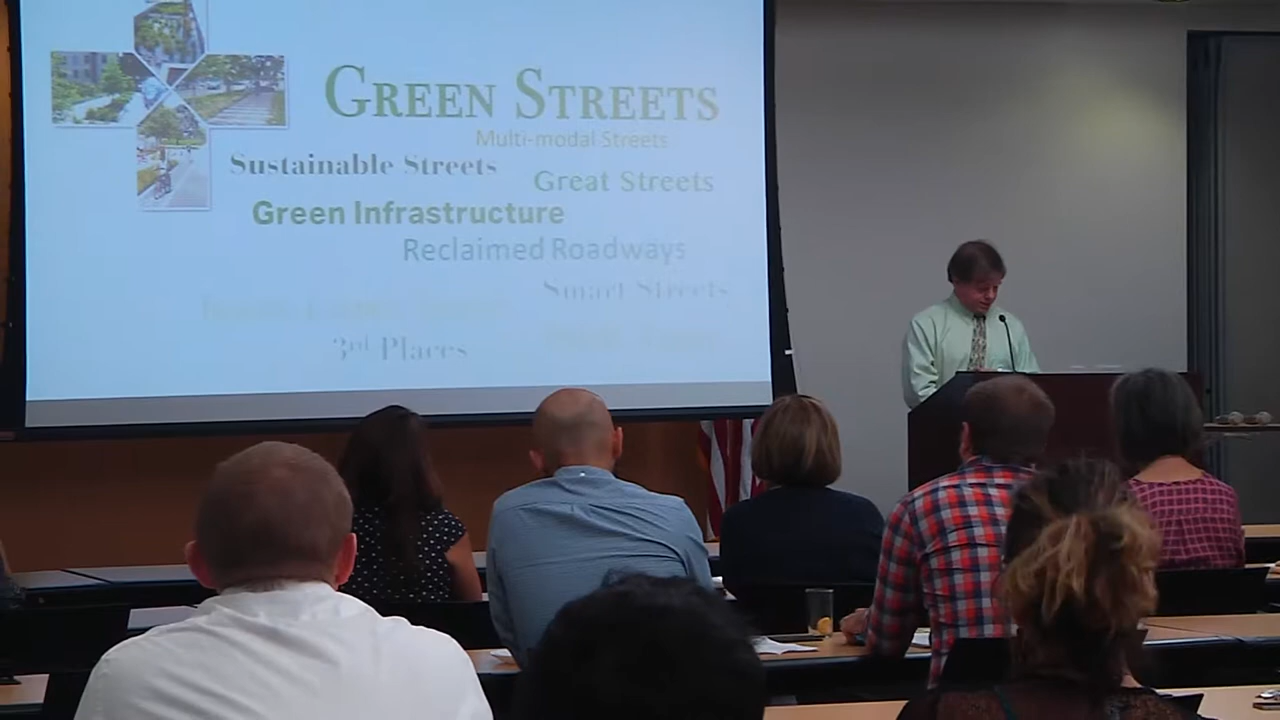 GREEN STREETS
Multi-modal Streets
Sustainable Streets
Great Streets
Green Infrastructure
Reclaimed Roadways
Smart Streets
3rd Places